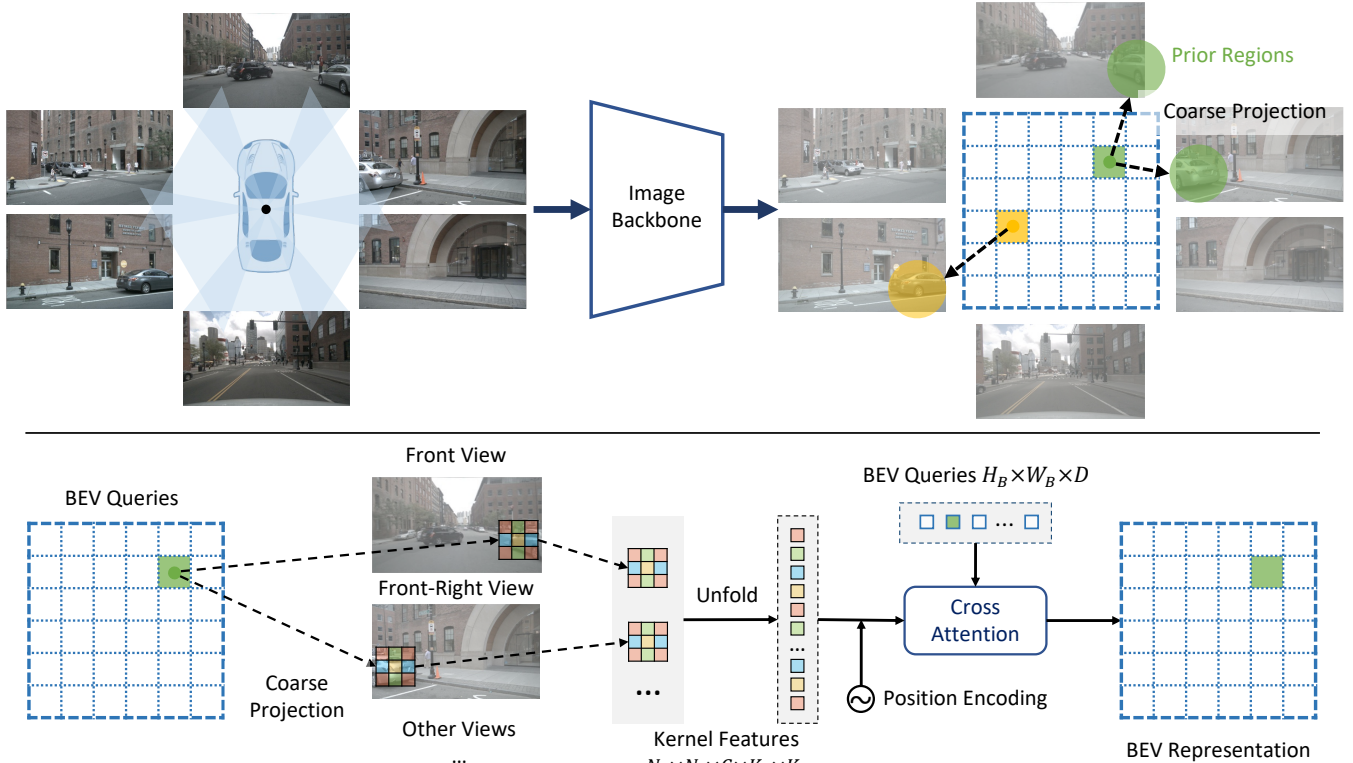 Prior Regions
Coarse Projection
Image
Backbone
Front View
BEV Queries
BEV Queries H_B×W_B×D
Front-Right View
Unfold
Cross
Attention
Coarse
Projection
Position Encoding
Other Views
...
Kernel Features
BEV Representation